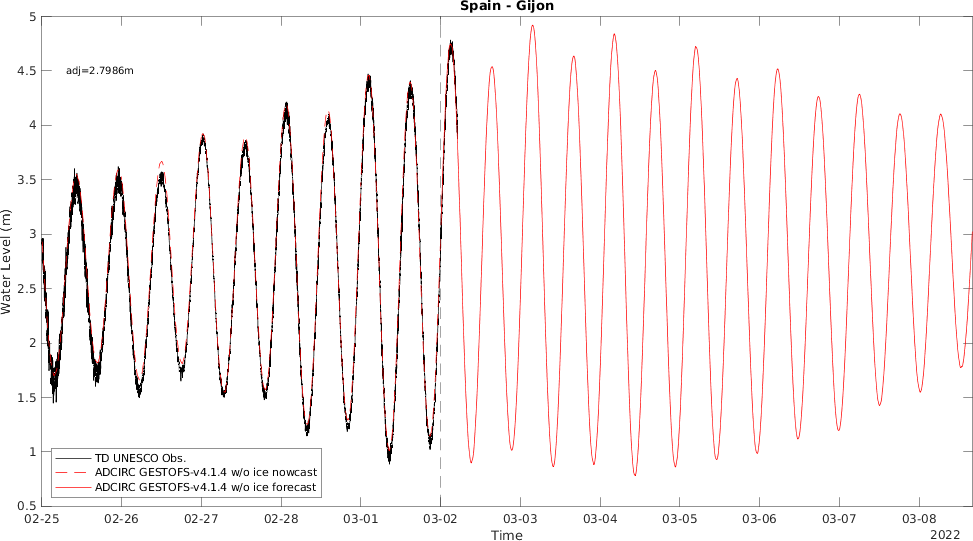 Spain - Gijon
5
4.5
4
3.5
3
2.5
2
1.5
1
0.5
Water Level (m)
adj=2.7986m
TD UNESCO Obs.
ADCIRC GESTOFS-v4.1.4 w/o ice nowcast
ADCIRC GESTOFS-v4.1.4 w/o ice forecast
02-25 02-26 02-27 02-28 03-01 03-02 03-03 03-04 03-05 03-06 03-07 03-08
Time
2022